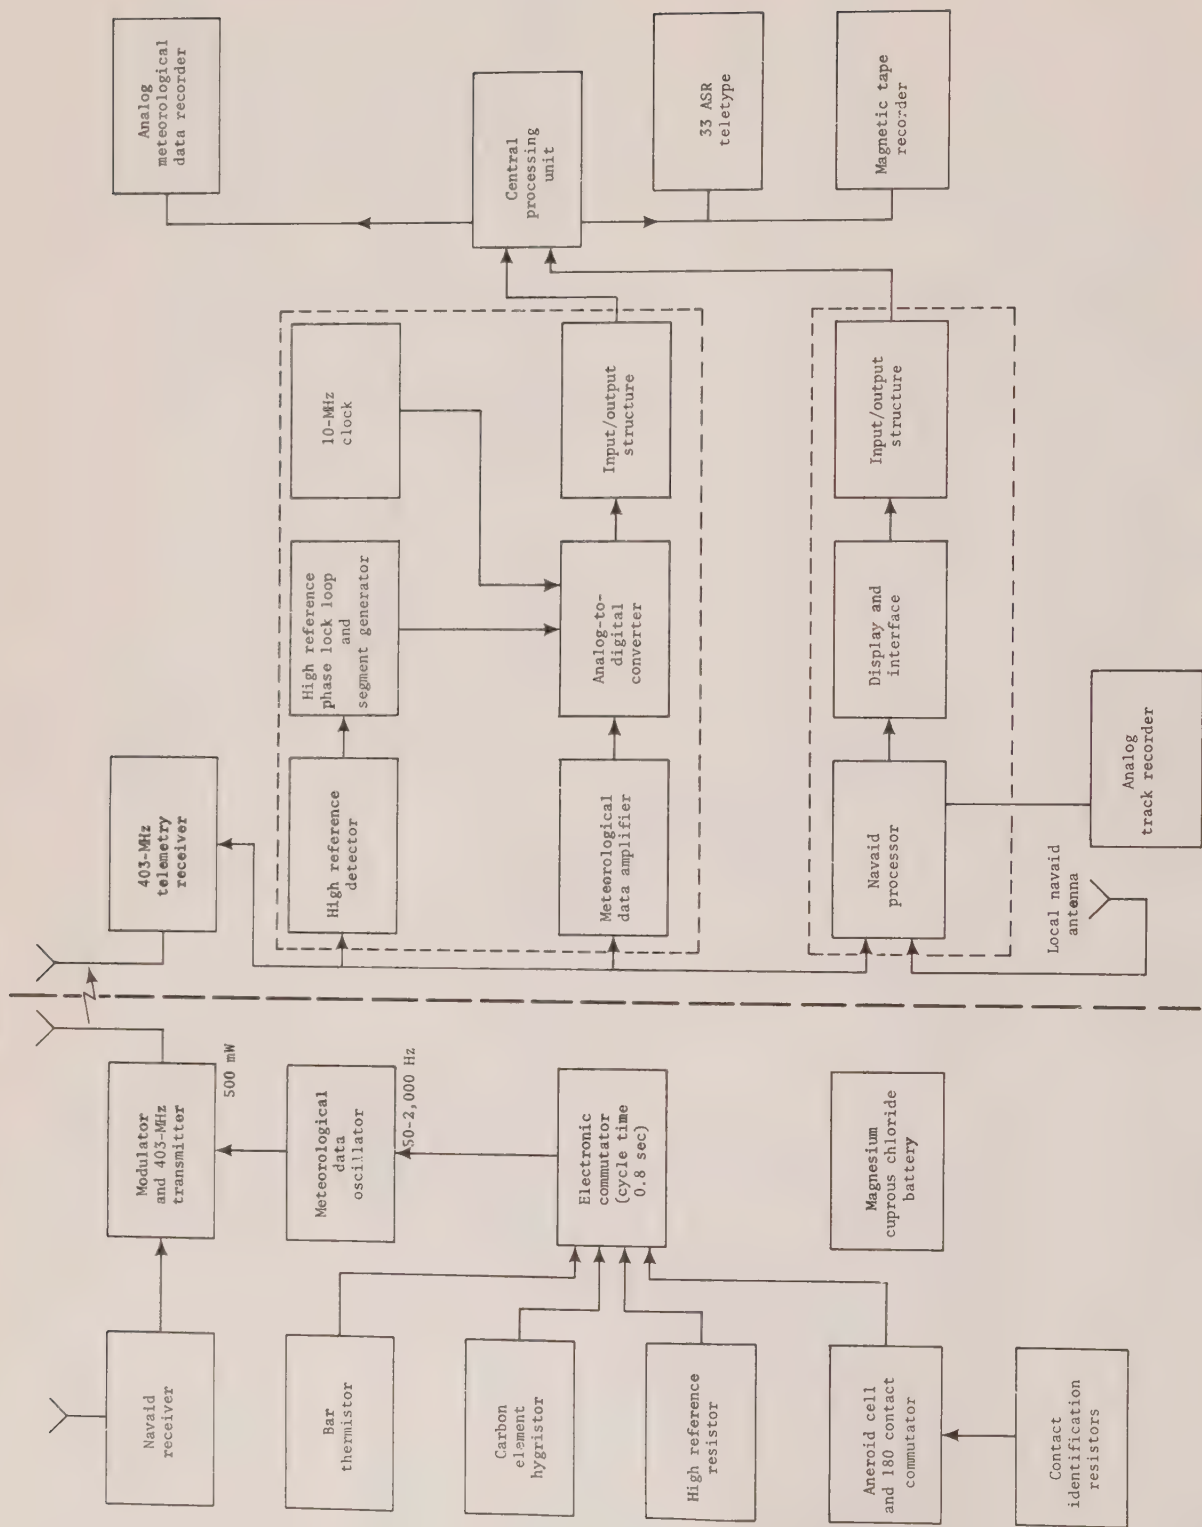 Navaid
receiver
Modulator
and 403-MHz
transmitter
500 mW
Bar
thermistor
Meteorological
data
oscillator
50-2,000 Hz
Carbon
element
hygristor
High reference
resistor
Electronic
commutator
(cycle time
0.8 sec)
Aneroid cell
and 180 contact
commutator
Magnesium
cuprous chloride
battery
Contact
identification
resistors
403-MHz
telemetry
receiver
High reference
detector
High reference
phase lock loop
and
segment generator
10-MHz
clock
Meteorological
data amplifier
Analog-to-
digital
converter
Input/output
structure
Navaid
processor
Display and
interface
Input/output
structure
Local navaid
antenna
Analog
track recorder
Analog
meteorological
data recorder
Central
processing
unit
33 ASR
teletype
Magnetic tape
recorder